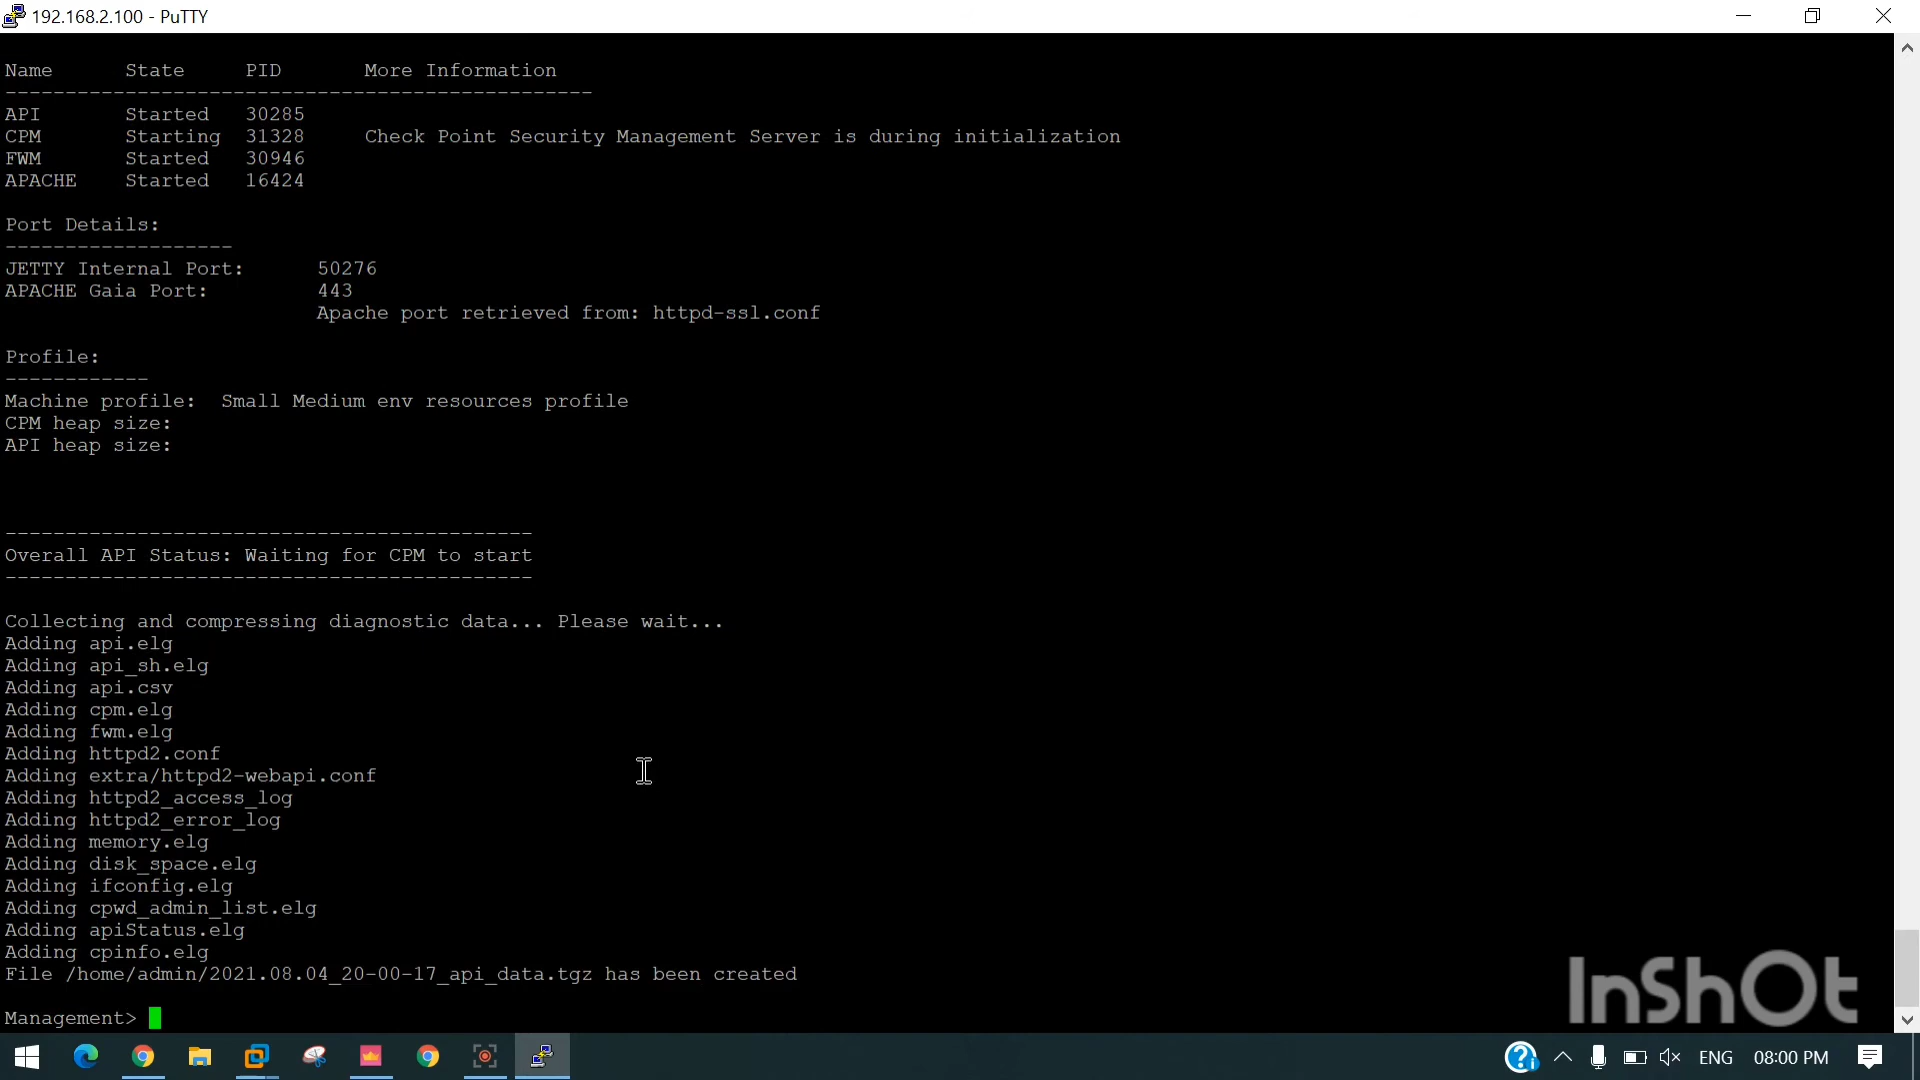 192.168.2.100 - PuTTY
Name State PID More Information
-------------------------------------------------
API Started 30285
CPM Starting 31328 Check Point Security Management Server is during initialization
FWM Started 30946
APACHE Started 16424
Port Details:
-------------------
JETTY Internal Port: 50276
APACHE Gaia Port: 443
Apache port retrieved from: httpd-ssl.conf
Profile:
------------
Machine profile: Small Medium env resources profile
CPM heap size:
API heap size:
--------------------------------------------
Overall API Status: Waiting for CPM to start
--------------------------------------------
Collecting and compressing diagnostic data... Please wait...
Adding api.elg
Adding api_sh.elg
Adding api.csv
Adding cpm.elg
Adding fwm.elg
Adding httpd2.conf
Adding extra/httpd2-webapi.conf
Adding httpd2_access_log
Adding httpd2_error_log
Adding memory.elg
Adding disk_space.elg
Adding ifconfig.elg
Adding cpwd_admin_list.elg
Adding apiStatus.elg
Adding cpinfo.elg
File /home/admin/2021.08.04_20-00-17_api_data.tgz has been created
Management>
InShOt
ENG 08:00 PM